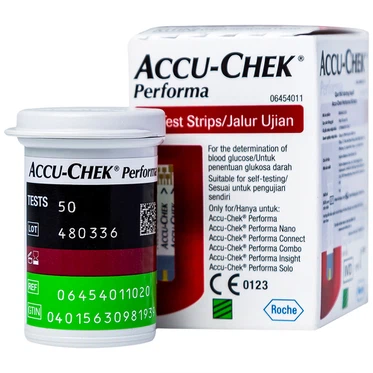 ACCU-CHEK®
Performa
06454011
Test Strips/Jalur Ujian
For the determination of
blood glucose/Untuk
penentuan glukosa darah
Suitable for self-testing/
Sesuai untuk pengujian
sendiri
Only for/Hanya untuk:
Accu-Chek® Performa
Accu-Chek® Performa Nano
Accu-Chek® Performa Connect
Accu-Chek® Performa Combo
Accu-Chek® Performa Insight
Accu-Chek® Performa Solo
CE 0123
Roche
ACCU-CHEK® Performa
TESTS 50
LOT 480336
REF 06454011020
GTIN 0401563098193